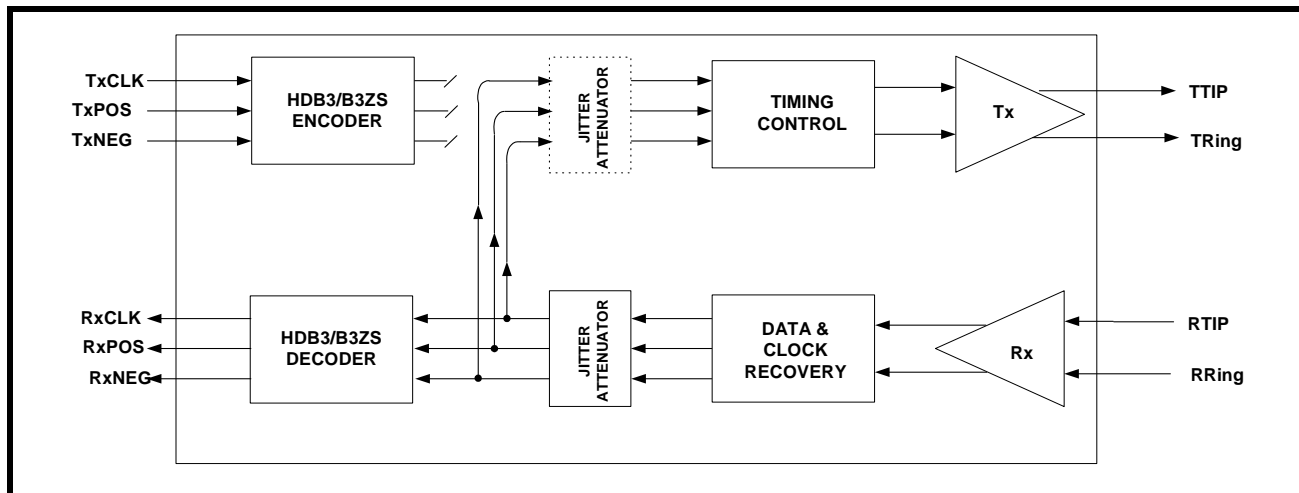 TxCLK
TxPOS
TxNEG
HDB3/B3ZS
ENCODER
JITTER
ATTENUATOR
TIMING
CONTROL
Tx
TTIP
TRing
RxCLK
RxPOS
RxNEG
HDB3/B3ZS
DECODER
JITTER
ATTENUATOR
DATA &
CLOCK
RECOVERY
Rx
RTIP
RRing